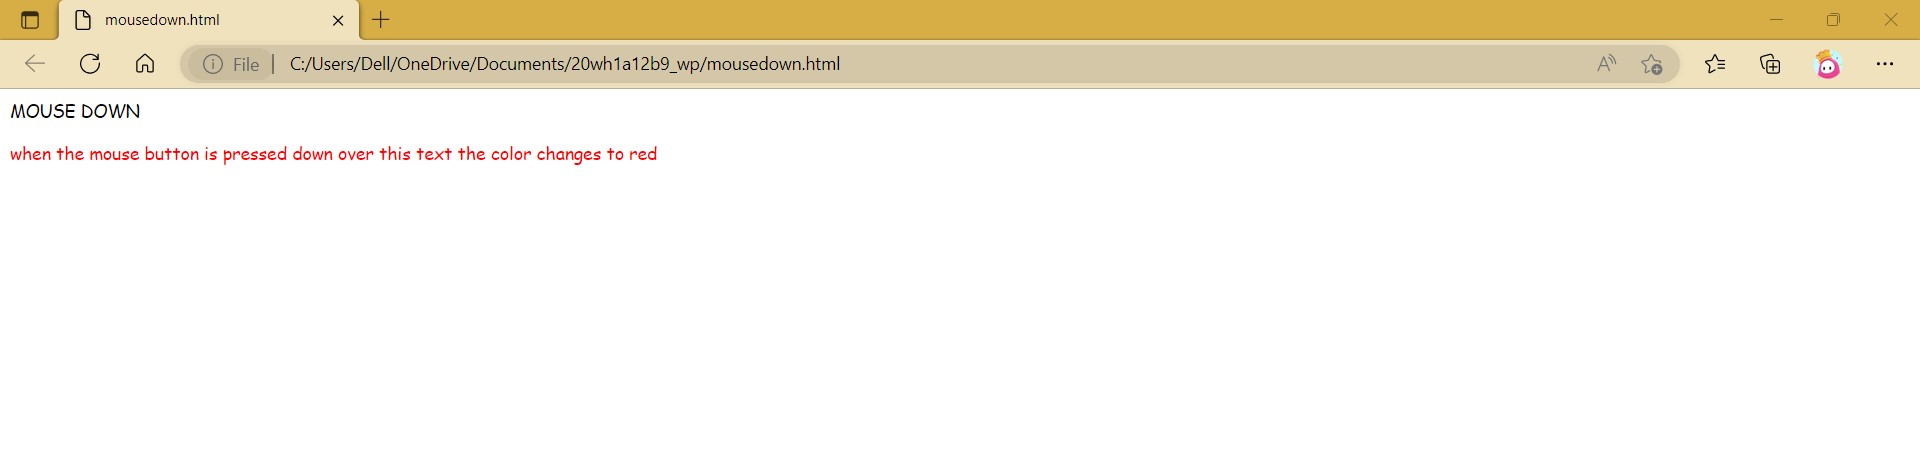 mousedown.html
File
C:/Users/Dell/OneDrive/Documents/20wh1a12b9_wp/mousedown.html
MOUSE DOWN
when the mouse button is pressed down over this text the color changes to red